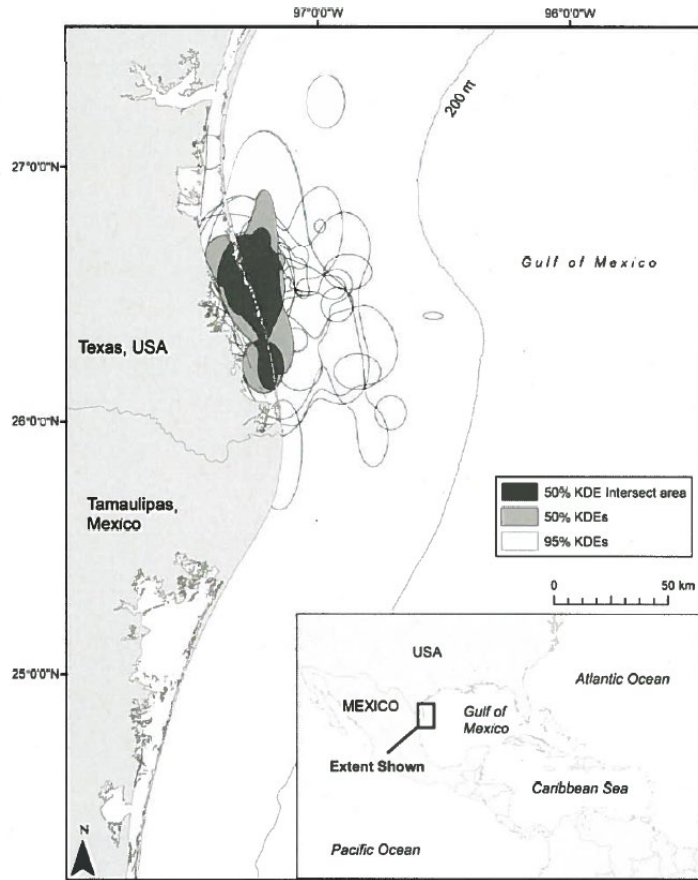 97°0'0"W
96°0'0"W
200 m
27°0'0"N
Gulf of Mexico
Texas, USA
26°0'0"N
50% KDE Intersect area
50% KDEs
95% KDEs
Tamaulipas,
Mexico
0
50 km
25°0'0"N
USA
Atlantic Ocean
MEXICO
Gulf of
Mexico
Extent Shown
Caribbean Sea
Pacific Ocean
N